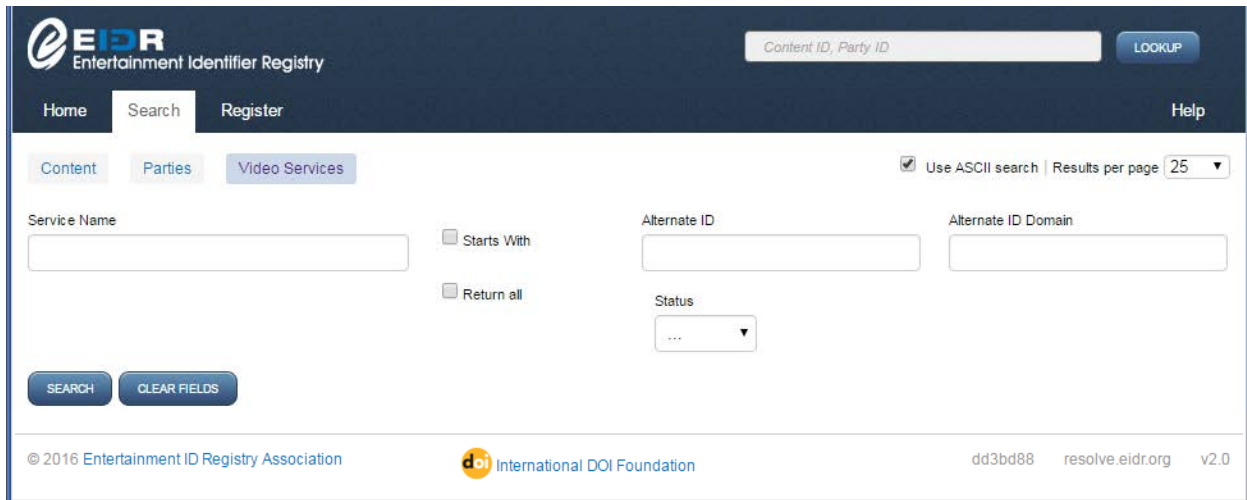 EIDR
Entertainment Identifier Registry
Content ID, Party ID
LOOKUP
Home Search Register Help
Content Parties Video Services Use ASCII search | Results per page 25
Service Name Alternate ID Alternate ID Domain
Starts With
Return all
Status
...
SEARCH CLEAR FIELDS
© 2016 Entertainment ID Registry Association doi International DOI Foundation dd3bd88 resolve.eidr.org v2.0